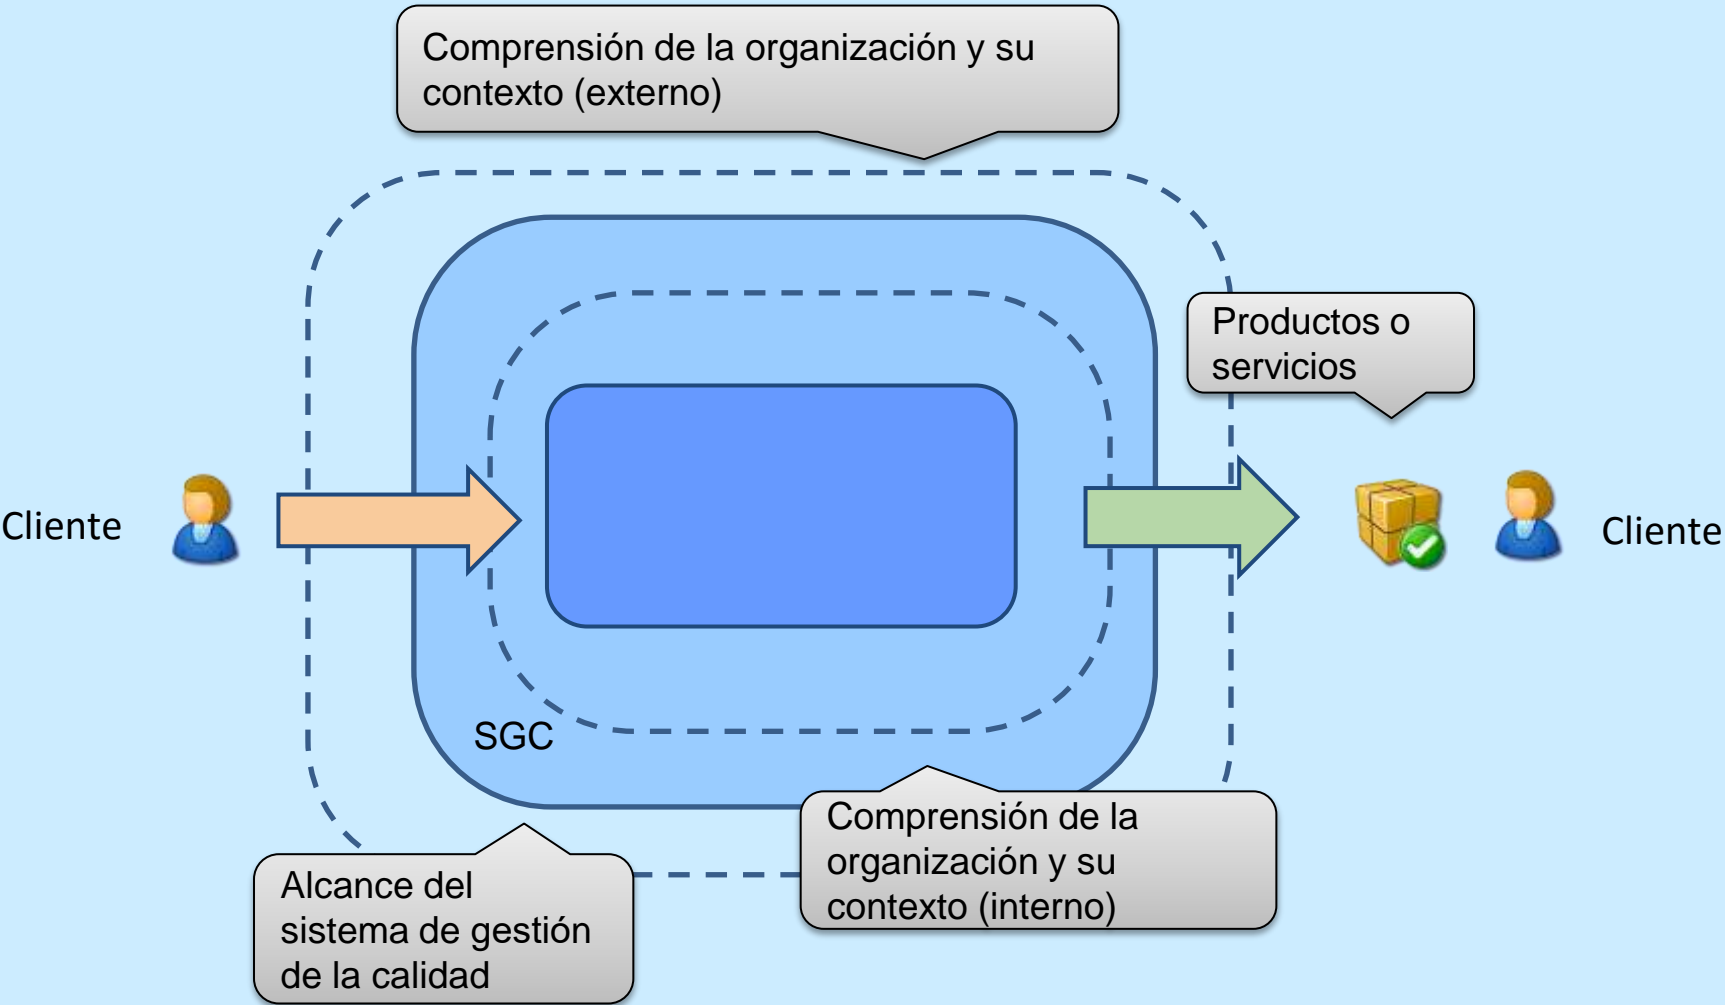 Comprensión de la organización y su
contexto (externo)
Productos o
servicios
Cliente
Cliente
SGC
Comprensión de la
organización y su
contexto (interno)
Alcance del
sistema de gestión
de la calidad